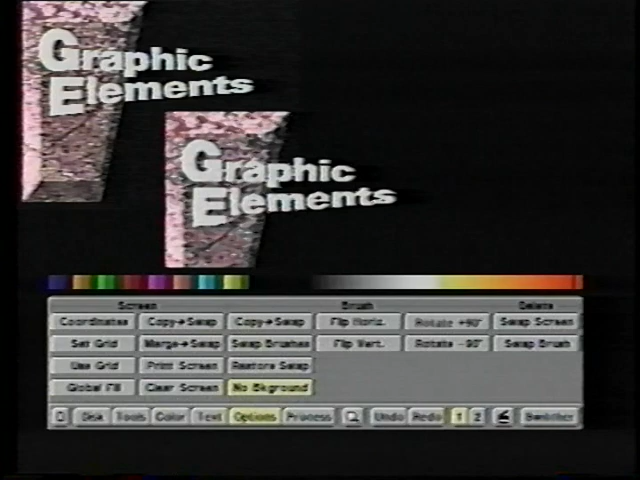 Graphic
Elements
Graphic
Elements
Screen Brush Delete
Coordinates Copy→Swap Copy→Swap Flip Horiz. Rotate +90° Swap Screen
Set Grid Merge→Swap Swap Brushes Flip Vert. Rotate -90° Swap Brush
Use Grid Print Screen Restore Swap
Global Fill Clear Screen No Bkground
Disk Tools Color Text Options Process Undo Redo 1 2 Switcher